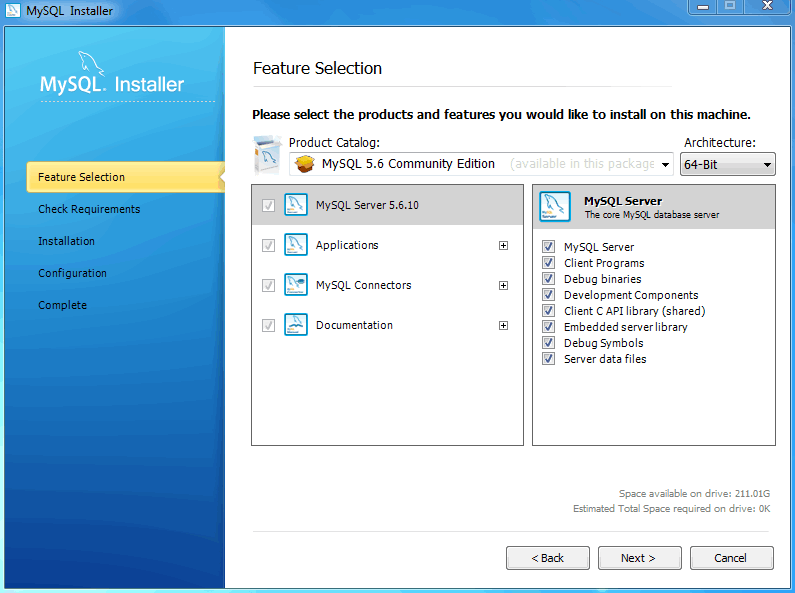 MySQL Installer
MySQL. Installer
Feature Selection
Check Requirements
Installation
Configuration
Complete
Feature Selection
Please select the products and features you would like to install on this machine.
Product Catalog:
Architecture:
MySQL 5.6 Community Edition (available in this package
64-Bit
MySQL Server 5.6.10
Applications
MySQL Connectors
Documentation
MySQL Server
The core MySQL database server
MySQL Server
Client Programs
Debug binaries
Development Components
Client C API library (shared)
Embedded server library
Debug Symbols
Server data files
Space available on drive: 211.01G
Estimated Total Space required on drive: 0K
< Back
Next >
Cancel